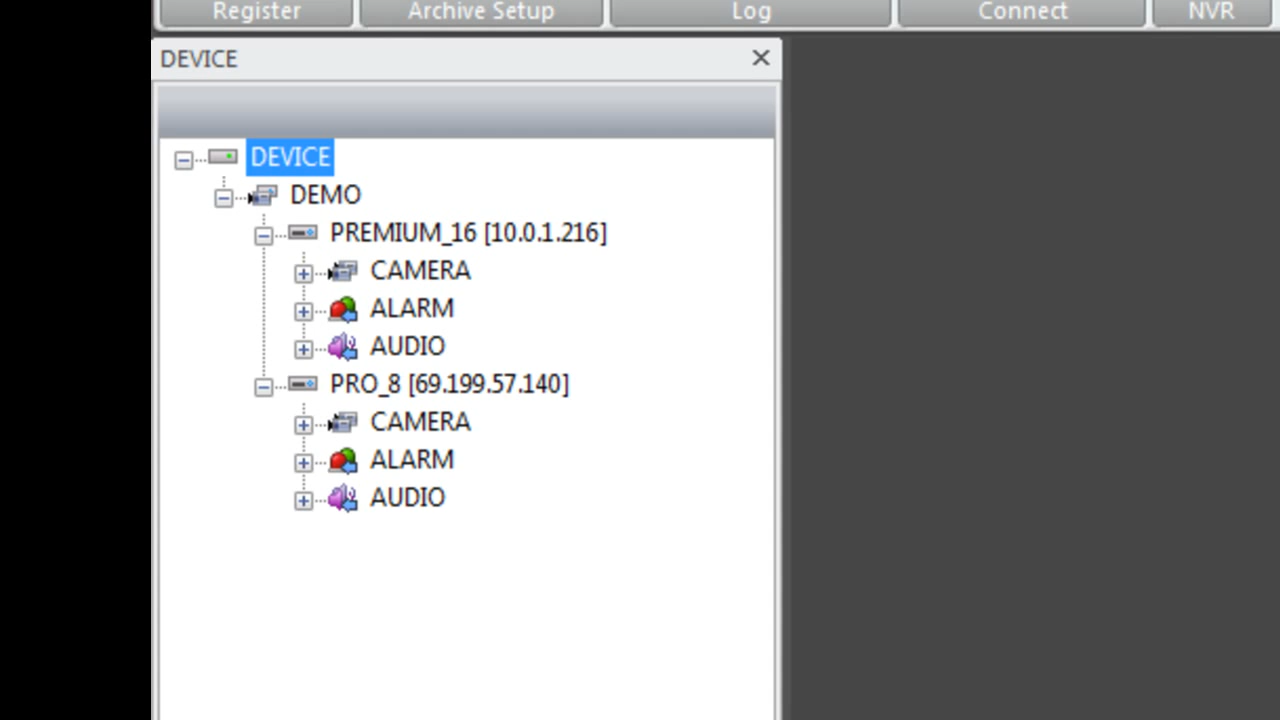 Register Archive Setup Log Connect NVR
DEVICE
DEVICE
DEMO
PREMIUM_16 [10.0.1.216]
CAMERA
ALARM
AUDIO
PRO_8 [69.199.57.140]
CAMERA
ALARM
AUDIO